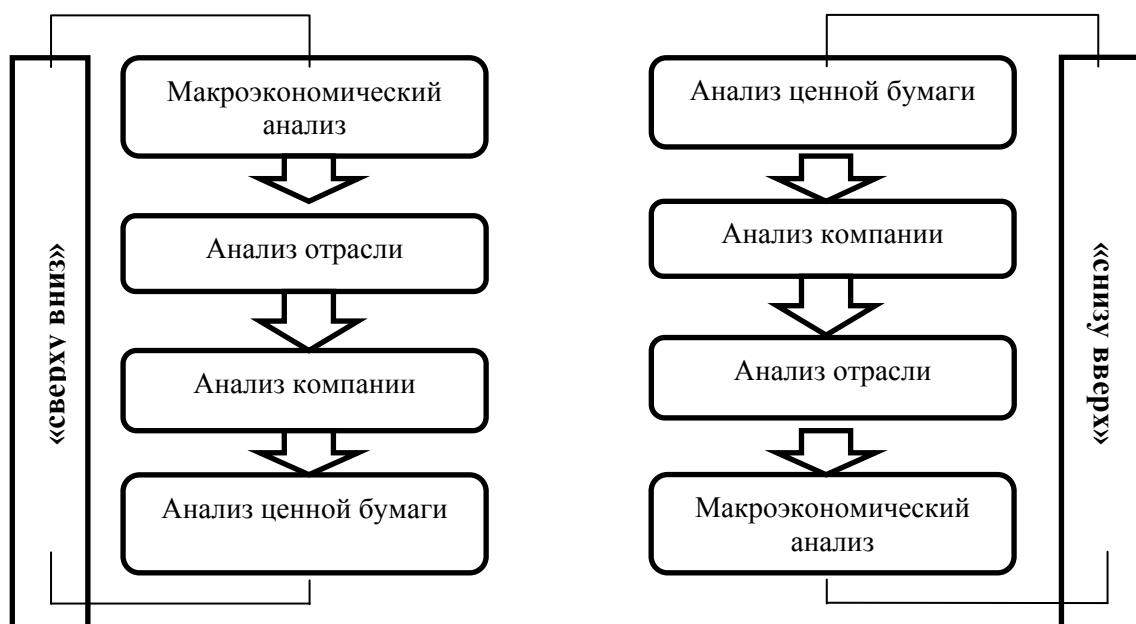 «сверху вниз»
Макроэкономический
анализ
Анализ отрасли
Анализ компании
Анализ ценной бумаги
Анализ ценной бумаги
Анализ компании
Анализ отрасли
Макроэкономический
анализ
«снизу вверх»